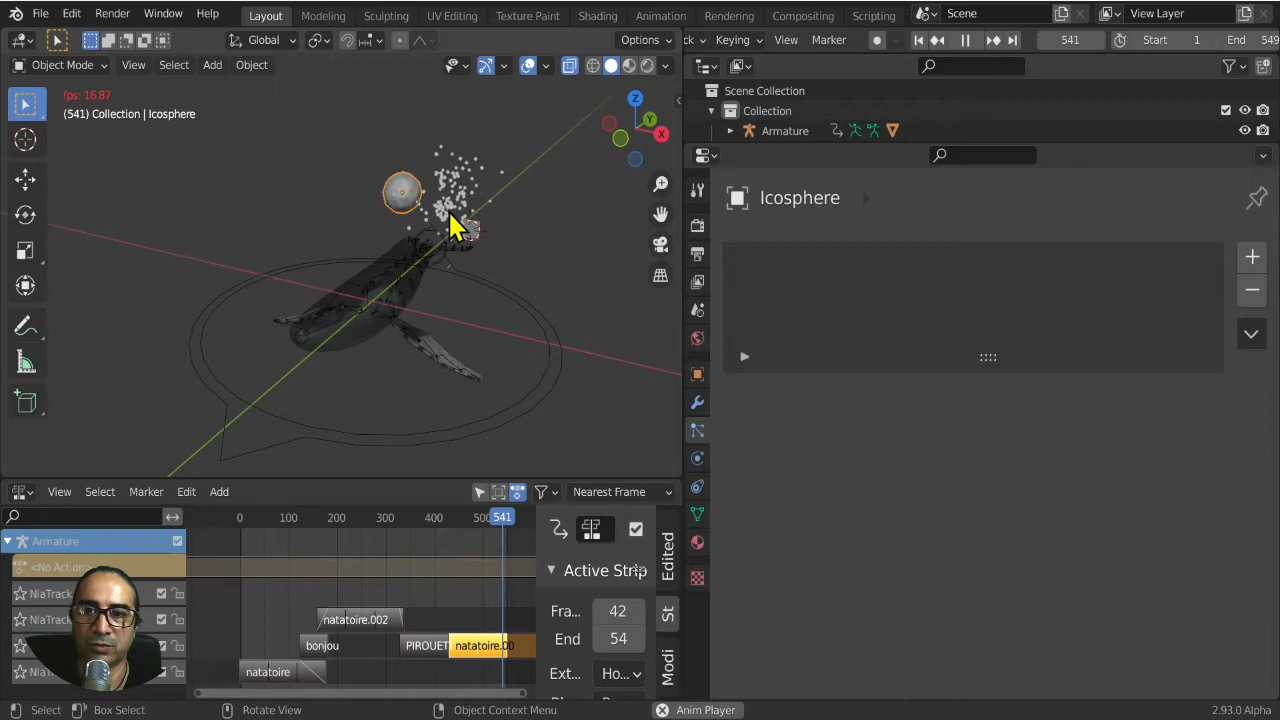 File Edit Render Window Help Layout Modeling Sculpting UV Editing Texture Paint Shading Animation Rendering Compositing Scripting Scene View Layer
Global Options ck Keying View Marker 541 Start 1 End 549
Object Mode View Select Add Object
fps: 16.87
(541) Collection | Icosphere
Scene Collection
Collection
Armature
Z
Y
X
Icosphere
View Select Marker Edit Add Nearest Frame
0 100 200 300 400 500 541
Armature
<No Action>
Edited
Active Strip
NlaTrack
NlaTrack natatoire.002
Fra... 42
St
NlaTrack bonjou PIROUET natatoire.00
End 54
NlaTrack natatoire
Ext... Ho...
Modi
Select Box Select Rotate View Object Context Menu Anim Player 2.93.0 Alpha